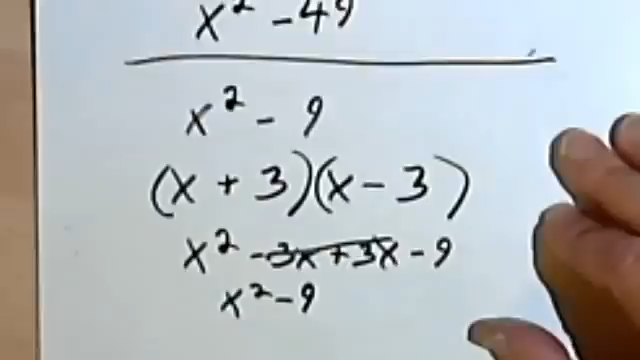 x² - 49
x² - 9
(x + 3)(x - 3)
x² - 3x + 3x - 9
x² - 9